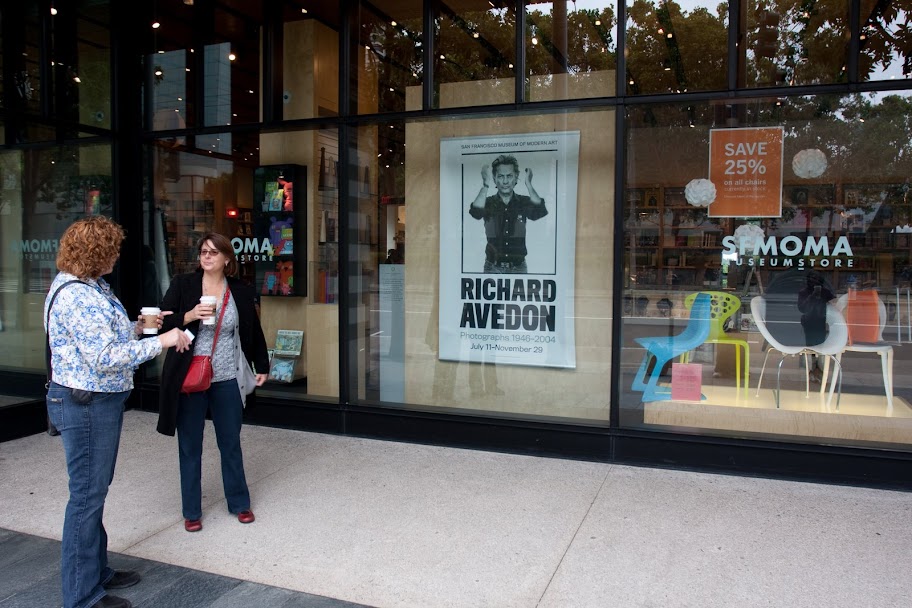 SAN FRANCISCO MUSEUM OF MODERN ART
RICHARD
AVEDON
Photographs 1946–2004
July 11–November 29
SAVE
25%
on all chairs
SFMOMA
MUSEUMSTORE
SFMOMA
SFMOMA